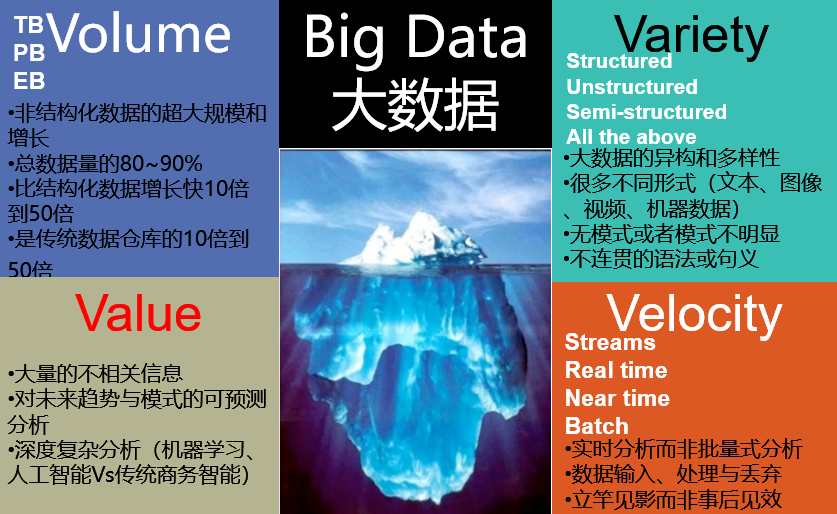 TB
PB
EB
Volume
•非结构化数据的超大规模和
增长
•总数据量的80~90%
•比结构化数据增长快10倍
到50倍
•是传统数据仓库的10倍到
50倍
Big Data
大数据
Variety
Structured
Unstructured
Semi-structured
All the above
•大数据的异构和多样性
•很多不同形式（文本、图像
、视频、机器数据）
•无模式或者模式不明显
•不连贯的语法或句义
Value
•大量的不相关信息
•对未来趋势与模式的可预测
分析
•深度复杂分析（机器学习、
人工智能Vs传统商务智能）
Velocity
Streams
Real time
Near time
Batch
•实时分析而非批量式分析
•数据输入、处理与丢弃
•立竿见影而非事后见效